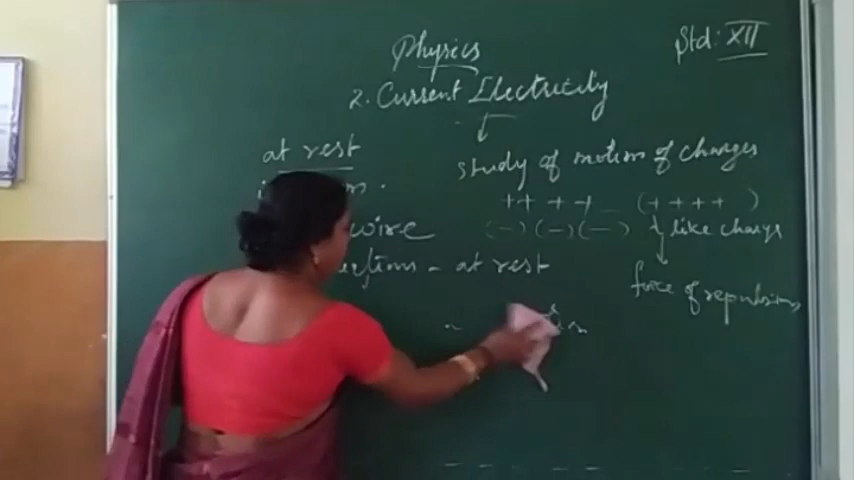 Physics
Std: XII
2. Current Electricity
at rest
study of motion of charges
++ + + (+ + + + )
wire (-) (-) (-) like charges
- at rest
force of repulsions